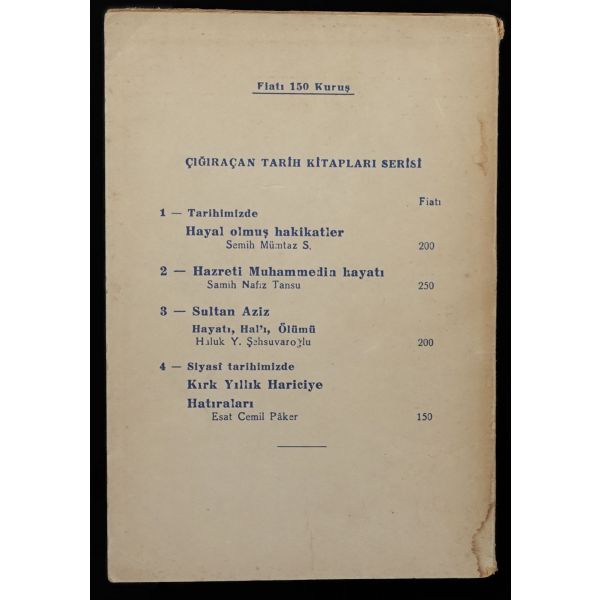 Fiatı 150 Kuruş
ÇIĞIRAÇAN TARİH KİTAPLARI SERİSİ
Fiatı
1 — Tarihimizde
Hayal olmuş hakikatler
Semih Mümtaz S. 200
2 — Hazreti Muhammedin hayatı
Samih Nafiz Tansu 250
3 — Sultan Aziz
Hayatı, Hal'ı, Ölümü
Haluk Y. Şehsuvaroğlu 200
4 — Siyasî tarihimizde
Kırk Yıllık Hariciye
Hatıraları
Esat Cemil Pâker 150